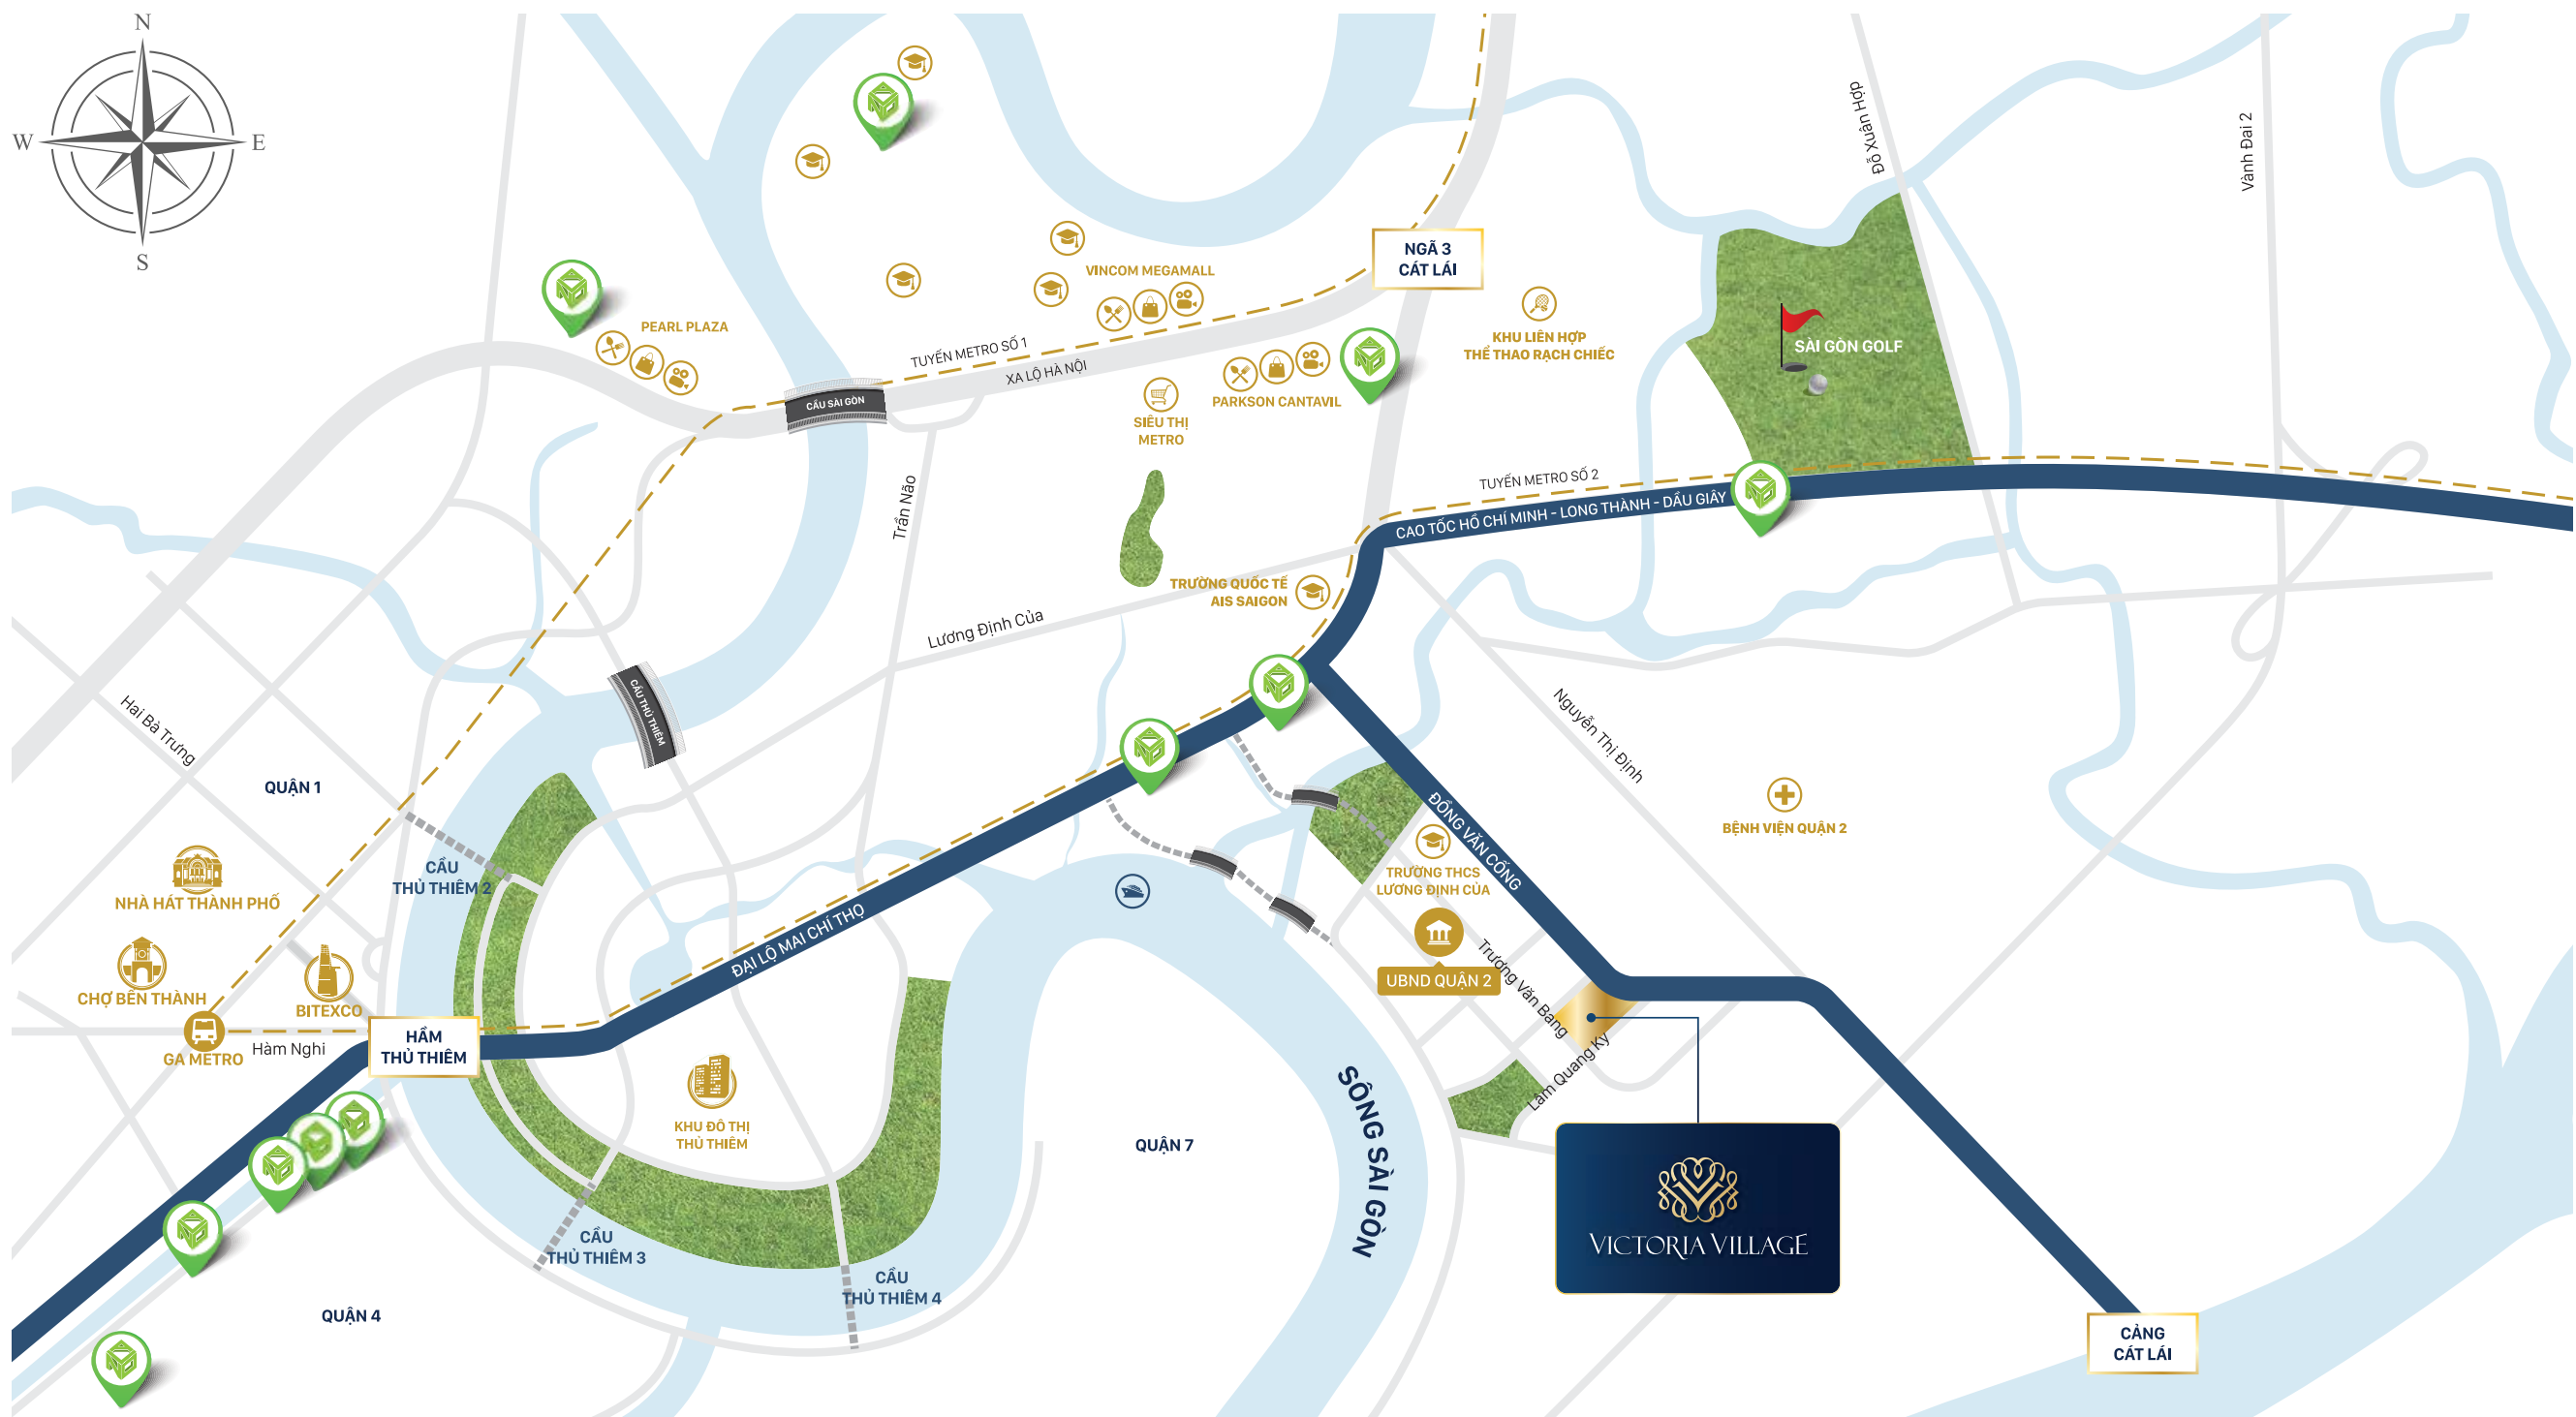 N
W
E
S
Đỗ Xuân Hợp
Vành Đai 2
NGÃ 3
CÁT LÁI
VINCOM MEGAMALL
PEARL PLAZA
TUYẾN METRO SỐ 1
XA LỘ HÀ NỘI
KHU LIÊN HỢP
THỂ THAO RẠCH CHIẾC
SÀI GÒN GOLF
CẦU SÀI GÒN
PARKSON CANTAVIL
SIÊU THỊ
METRO
Trần Não
TUYẾN METRO SỐ 2
CAO TỐC HỒ CHÍ MINH - LONG THÀNH - DẦU GIÂY
TRƯỜNG QUỐC TẾ
AIS SAIGON
Lương Định Của
CẦU THỦ THIÊM
Hai Bà Trưng
Nguyễn Thị Định
QUẬN 1
ĐỒNG VĂN CỐNG
BỆNH VIỆN QUẬN 2
CẦU
THỦ THIÊM 2
TRƯỜNG THCS
LƯƠNG ĐỊNH CỦA
NHÀ HÁT THÀNH PHỐ
ĐẠI LỘ MAI CHÍ THỌ
UBND QUẬN 2
Trương Văn Bang
CHỢ BẾN THÀNH
BITEXCO
HẦM
THỦ THIÊM
GA METRO
Hàm Nghi
Lâm Quang Ky
KHU ĐÔ THỊ
THỦ THIÊM
QUẬN 7
SÔNG SÀI GÒN
VICTORIA VILLAGE
CẦU
THỦ THIÊM 3
CẦU
THỦ THIÊM 4
QUẬN 4
CẢNG
CÁT LÁI